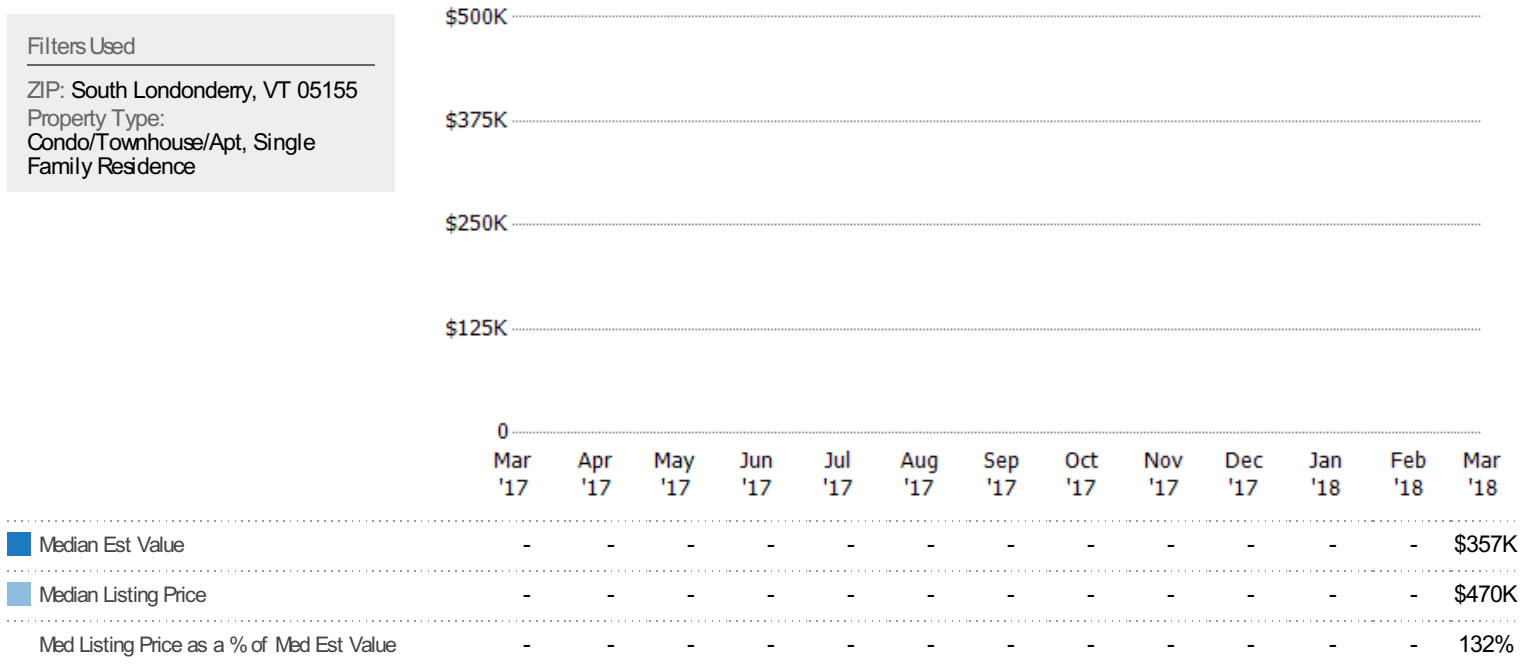 Filters Used
ZIP: South Londonderry, VT 05155
Property Type:
Condo/Townhouse/Apt, Single
Family Residence
$500K
$375K
$250K
$125K
0
Mar Apr May Jun Jul Aug Sep Oct Nov Dec Jan Feb Mar
'17 '17 '17 '17 '17 '17 '17 '17 '17 '17 '18 '18 '18
Median Est Value - - - - - - - - - - - - $357K
Median Listing Price - - - - - - - - - - - - $470K
Med Listing Price as a % of Med Est Value - - - - - - - - - - - - 132%